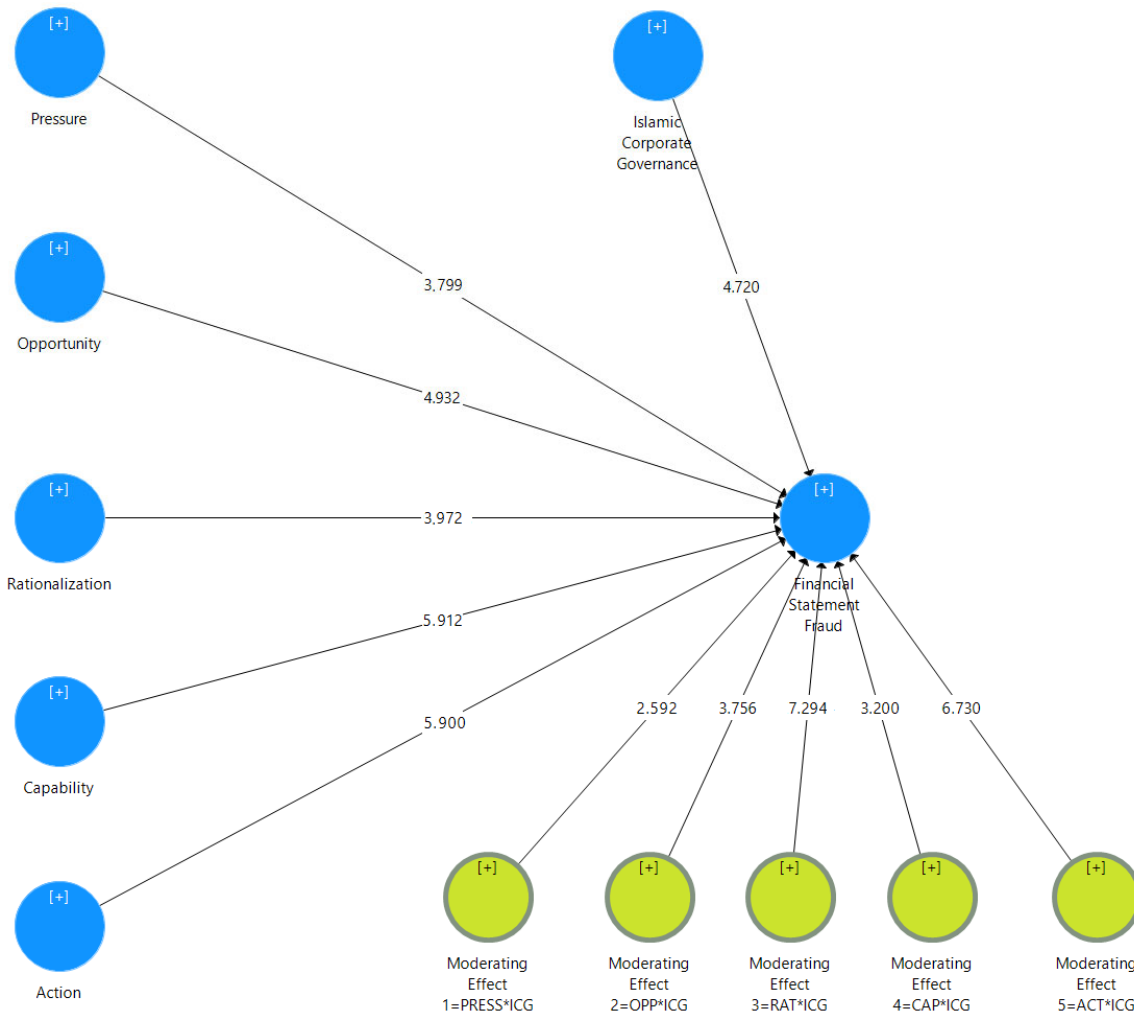 [+]
Pressure
[+]
Islamic
Corporate
Governance
3.799
4.720
[+]
Opportunity
4.932
[+]
Rationalization
3.972
[+]
Financial
Statement
Fraud
[+]
Capability
5.912
[+]
Action
5.900
2.592
3.756
7.294
3.200
6.730
[+]
Moderating
Effect
1=PRESS*ICG
[+]
Moderating
Effect
2=OPP*ICG
[+]
Moderating
Effect
3=RAT*ICG
[+]
Moderating
Effect
4=CAP*ICG
[+]
Moderating
Effect
5=ACT*ICG